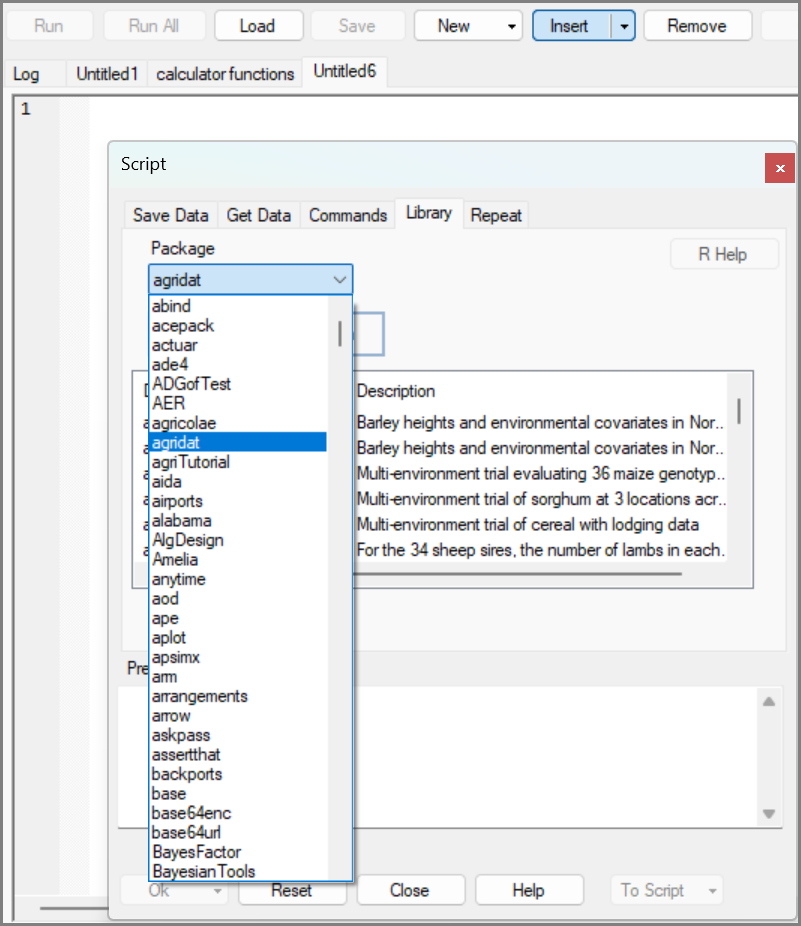 Run Run All Load Save New Insert Remove
Log Untitled1 calculator functions Untitled6
1
Script
Save Data Get Data Commands Library Repeat
Package
R Help
agridat
abind
acepack
actuar
ade4
ADGofTest
AER
agricolae
agridat
agriTutorial
aida
airports
alabama
AlgDesign
Amelia
anytime
aod
ape
aplot
apsimx
arm
arrangements
arrow
askpass
assertthat
backports
base
base64enc
base64url
BayesFactor
BayesianTools
Description
Barley heights and environmental covariates in Nor..
Barley heights and environmental covariates in Nor..
Multi-environment trial evaluating 36 maize genotyp..
Multi-environment trial of sorghum at 3 locations acr..
Multi-environment trial of cereal with lodging data
For the 34 sheep sires, the number of lambs in each.
Pre
Ok Reset Close Help To Script